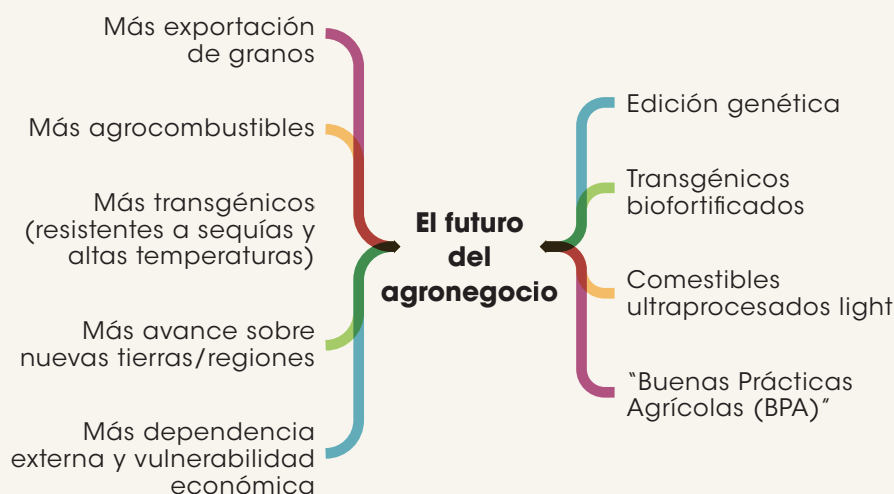 Más exportación
de granos
Más agrocombustibles
Más transgénicos
(resistentes a sequías y
altas temperaturas)
Más avance sobre
nuevas tierras/regiones
Más dependencia
externa y vulnerabilidad
económica
El futuro
del
agronegocio
Edición genética
Transgénicos
biofortificados
Comestibles
ultraprocesados light
“Buenas Prácticas
Agrícolas (BPA)”